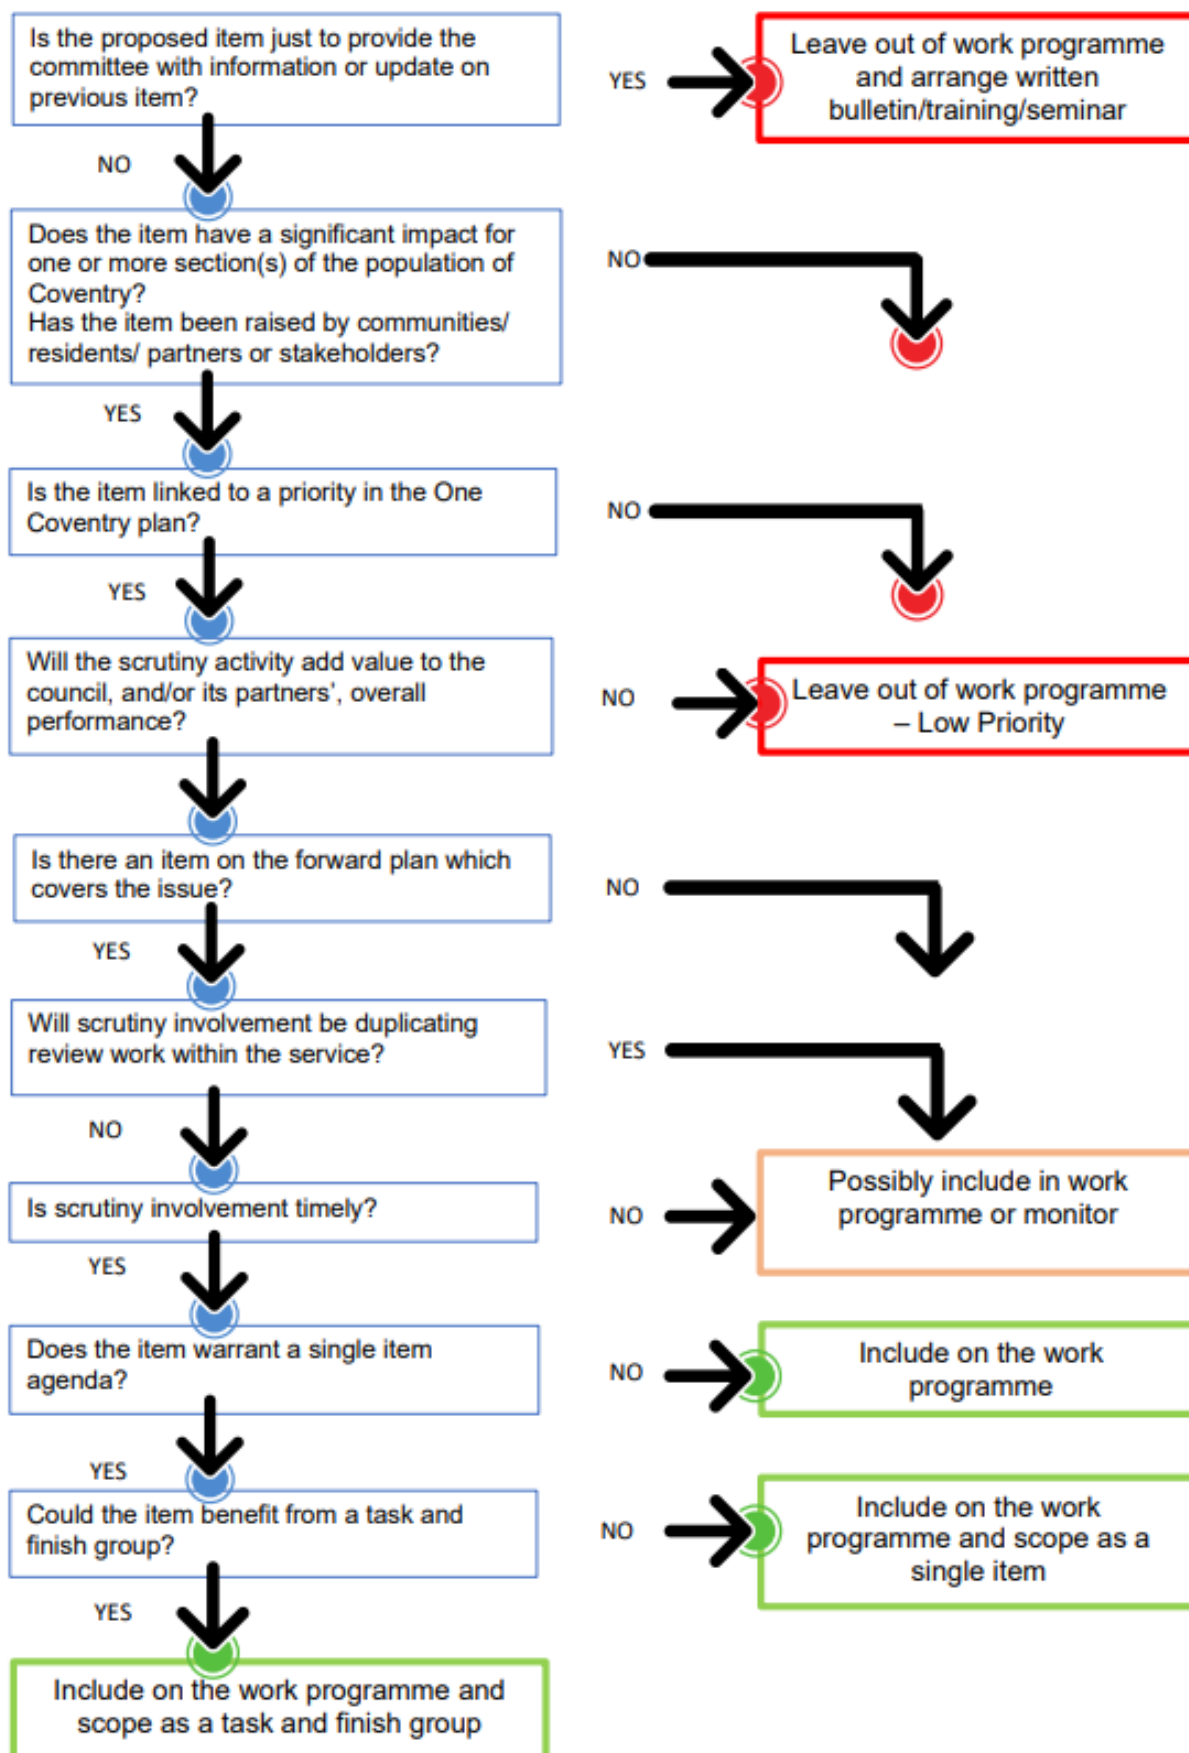 Is the proposed item just to provide the
committee with information or update on
previous item?
YES
Leave out of work programme
and arrange written
bulletin/training/seminar
NO
Does the item have a significant impact for
one or more section(s) of the population of
Coventry?
Has the item been raised by communities/
residents/ partners or stakeholders?
NO
YES
Is the item linked to a priority in the One
Coventry plan?
NO
YES
Will the scrutiny activity add value to the
council, and/or its partners’, overall
performance?
NO
Leave out of work programme
– Low Priority
Is there an item on the forward plan which
covers the issue?
NO
YES
Will scrutiny involvement be duplicating
review work within the service?
YES
NO
Is scrutiny involvement timely?
NO
Possibly include in work
programme or monitor
YES
Does the item warrant a single item
agenda?
NO
Include on the work
programme
YES
Could the item benefit from a task and
finish group?
NO
Include on the work
programme and scope as a
single item
YES
Include on the work programme and
scope as a task and finish group